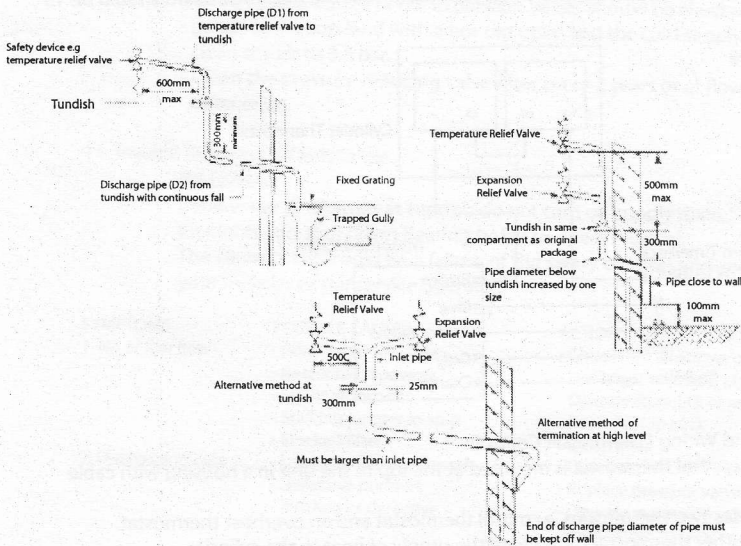 Discharge pipe (D1) from
temperature relief valve to
tundish
Safety device e.g
temperature relief valve
600mm
max
Tundish
300mm
minimum
Discharge pipe (D2) from
tundish with continuous fall
Fixed Grating
Trapped Gully
Temperature Relief Valve
Expansion
Relief Valve
500mm
max
Tundish in same
compartment as original
package
300mm
Pipe diameter below
tundish increased by one
size
Pipe close to wall
100mm
max
Temperature
Relief Valve
Expansion
Relief Valve
500C
Inlet pipe
Alternative method at
tundish
25mm
300mm
Must be larger than inlet pipe
Alternative method of
termination at high level
End of discharge pipe; diameter of pipe must
be kept off wall